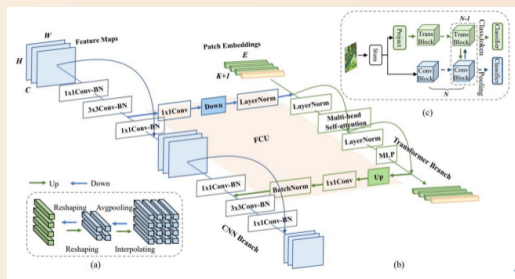 W
H
C
Feature Maps
1x1Conv-BN
3x3Conv-BN
1x1Conv-BN
1x1Conv
Down
LayerNorm
Patch Embeddings
E
K+1
LayerNorm
Multi-head
Self-attention
LayerNorm
MLP
Transformer Branch
FCU
1x1Conv-BN
3x3Conv-BN
1x1Conv-BN
BatchNorm
1x1Conv
Up
CNN Branch
(b)
Up
Down
Reshaping
Avgpooling
Reshaping
Interpolating
(a)
N-1
Stem
Project
Trans
Block
Trans
Block
Class token
Classifier
Conv
Block
Conv
Block
Pooling
Classifier
N
(c)